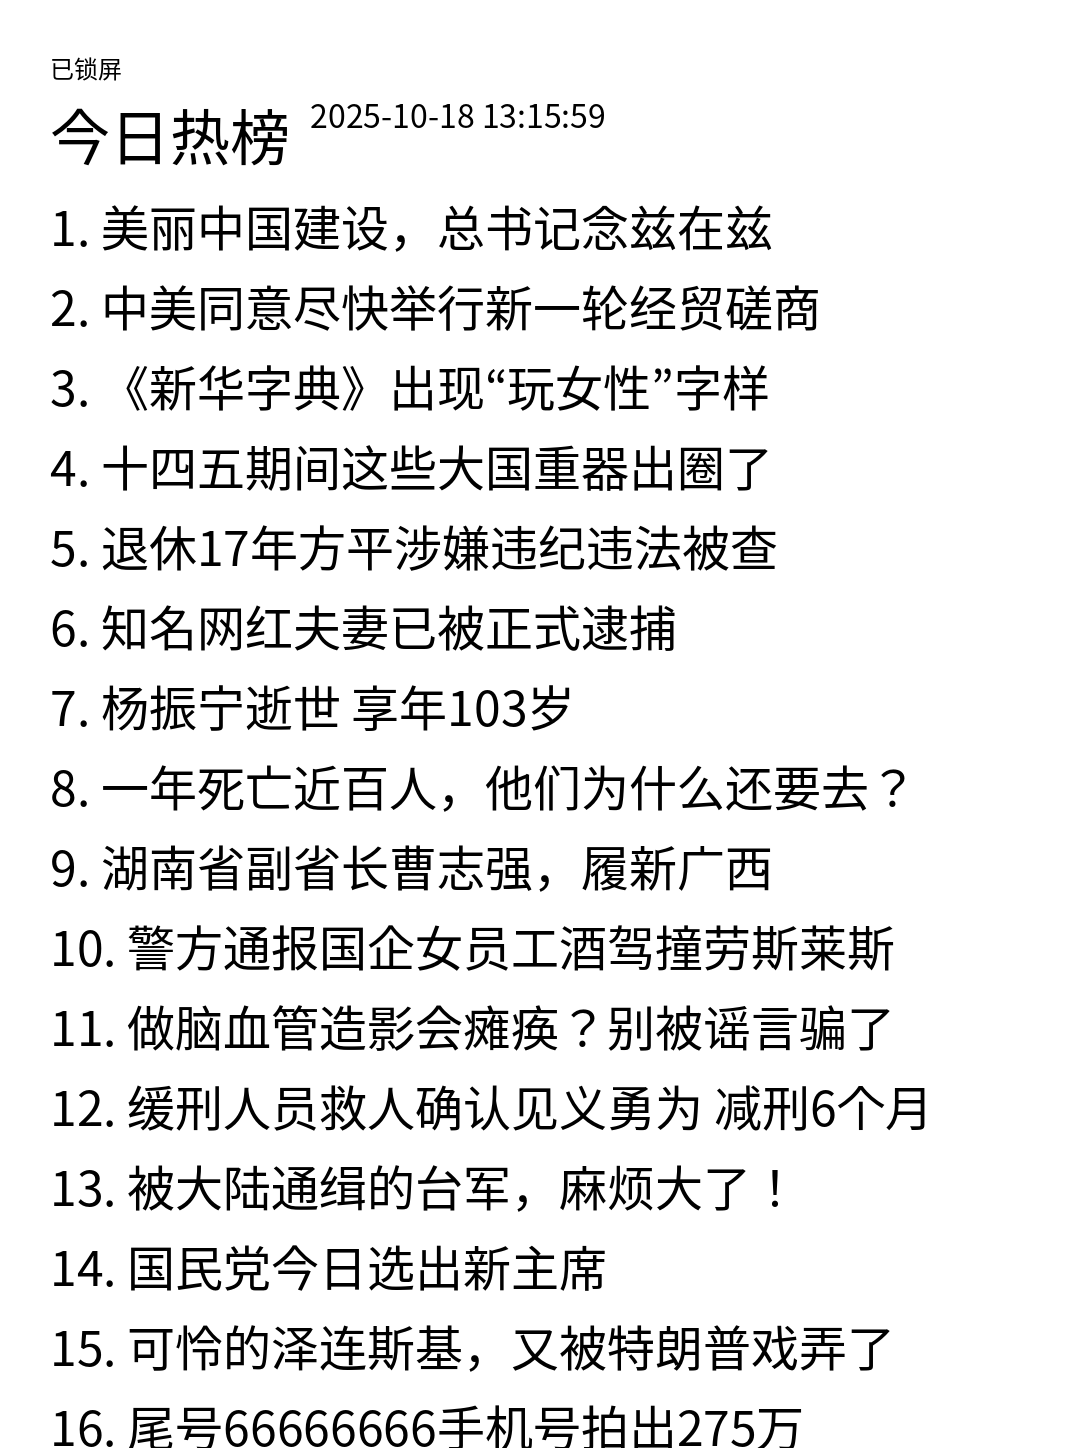 已锁屏
今日热榜 2025-10-18 13:15:59
1. 美丽中国建设，总书记念兹在兹
2. 中美同意尽快举行新一轮经贸磋商
3. 《新华字典》出现“玩女性”字样
4. 十四五期间这些大国重器出圈了
5. 退休17年方平涉嫌违纪违法被查
6. 知名网红夫妻已被正式逮捕
7. 杨振宁逝世 享年103岁
8. 一年死亡近百人，他们为什么还要去？
9. 湖南省副省长曹志强，履新广西
10. 警方通报国企女员工酒驾撞劳斯莱斯
11. 做脑血管造影会瘫痪？别被谣言骗了
12. 缓刑人员救人确认见义勇为 减刑6个月
13. 被大陆通缉的台军，麻烦大了！
14. 国民党今日选出新主席
15. 可怜的泽连斯基，又被特朗普戏弄了
16. 尾号66666666手机号拍出275万